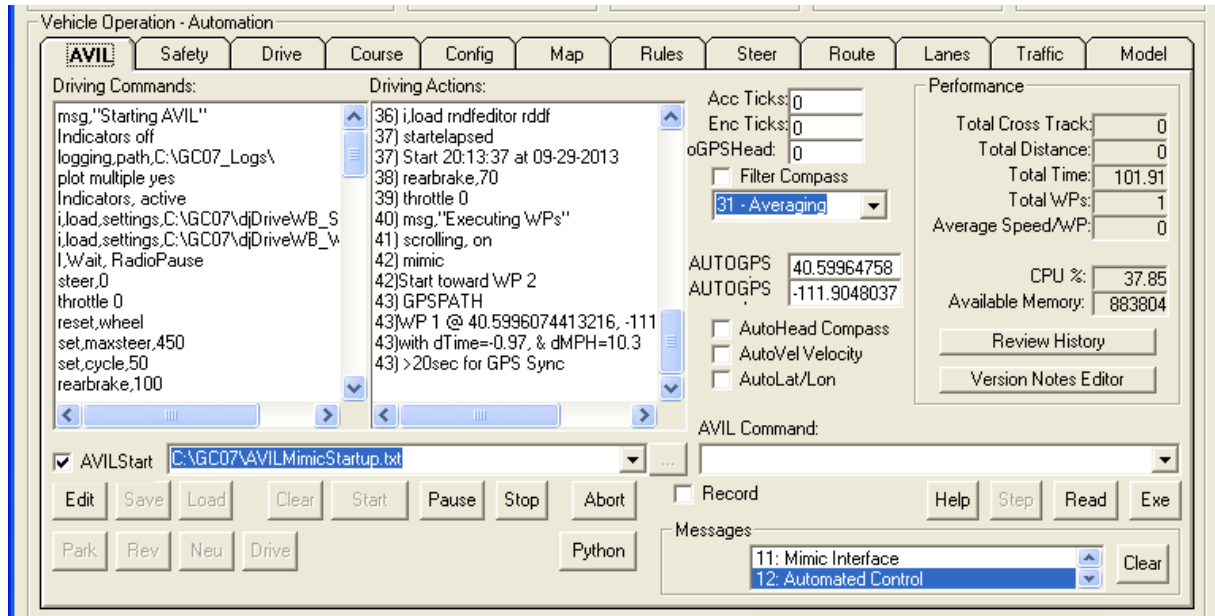 Vehicle Operation - Automation
AVIL Safety Drive Course Config Map Rules Steer Route Lanes Traffic Model
Driving Commands:
msg,"Starting AVIL"
Indicators off
logging,path,C:\GC07_Logs\
plot multiple yes
Indicators, active
i,load,settings,C:\GC07\djDriveWB_S
i,load,settings,C:\GC07\djDriveWB_W
I,Wait, RadioPause
steer,0
throttle 0
reset,wheel
set,maxsteer,450
set,cycle,50
rearbrake,100
Driving Actions:
36) i,load rndfeditor rddf
37) startelapsed
37) Start 20:13:37 at 09-29-2013
38) rearbrake,70
39) throttle 0
40) msg,"Executing WPs"
41) scrolling, on
42) mimic
42)Start toward WP 2
43) GPSPATH
43)WP 1 @ 40.5996074413216, -111
43)with dTime=-0.97, & dMPH=10.3
43) >20sec for GPS Sync
Acc Ticks: 0
Enc Ticks: 0
oGPSHead: 0
Filter Compass
31 - Averaging
AUTOGPS 40.59964758
AUTOGPS -111.9048037
AutoHead Compass
AutoVel Velocity
AutoLat/Lon
Performance
Total Cross Track: 0
Total Distance: 0
Total Time: 101.91
Total WPs: 1
Average Speed/WP: 0
CPU %: 37.85
Available Memory: 883804
Review History
Version Notes Editor
AVILStart C:\GC07\AVILMimicStartup.txt ...
AVIL Command:
Edit Save Load Clear Start Pause Stop Abort
Record Help Step Read Exe
Park Rev Neu Drive Python
Messages
11: Mimic Interface
12: Automated Control
Clear